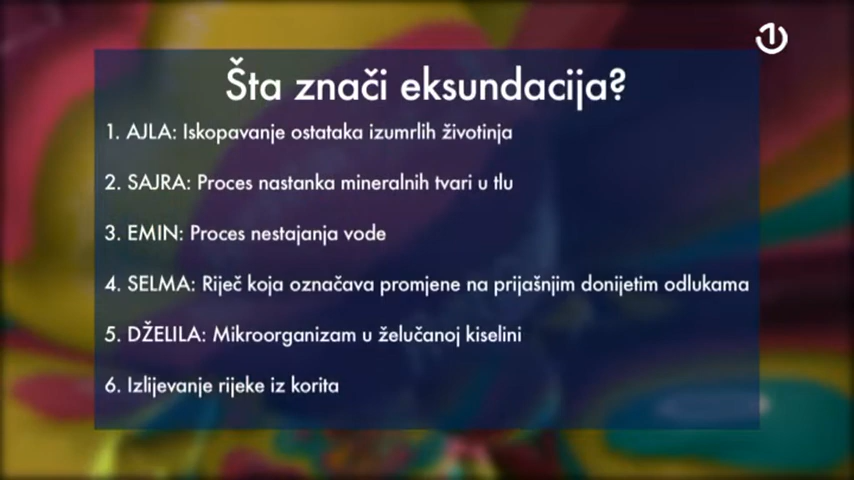 Šta znači eksundacija?
1. AJLA: Iskopavanje ostataka izumrlih životinja
2. SAJRA: Proces nastanka mineralnih tvari u tlu
3. EMIN: Proces nestajanja vode
4. SELMA: Riječ koja označava promjene na prijašnjim donijetim odlukama
5. DŽELILA: Mikroorganizam u želučanoj kiselini
6. Izlijevanje rijeke iz korita